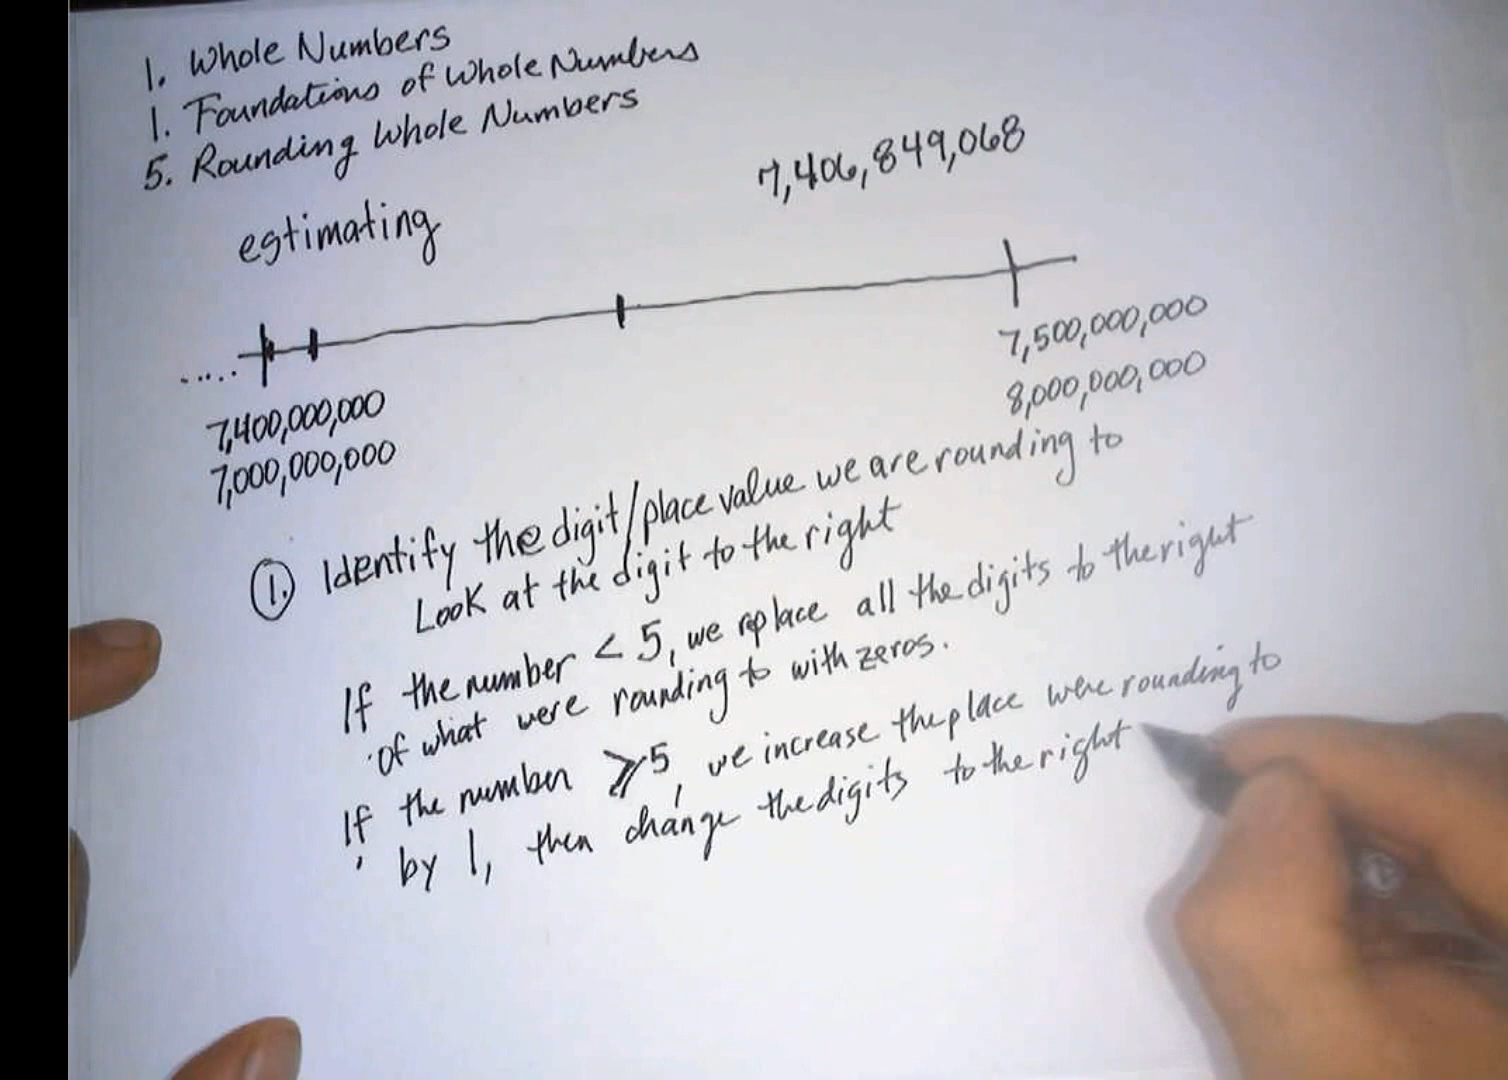 1. Whole Numbers
1. Foundations of Whole Numbers
5. Rounding Whole Numbers
7,406,849,068
estimating
.....
7,500,000,000
8,000,000,000
7,400,000,000
7,000,000,000
1. Identify the digit/place value we are rounding to
Look at the digit to the right
If the number < 5, we replace all the digits to the right
of what were rounding to with zeros.
If the number ≥5, we increase the place were rounding to
by 1, then change the digits to the right